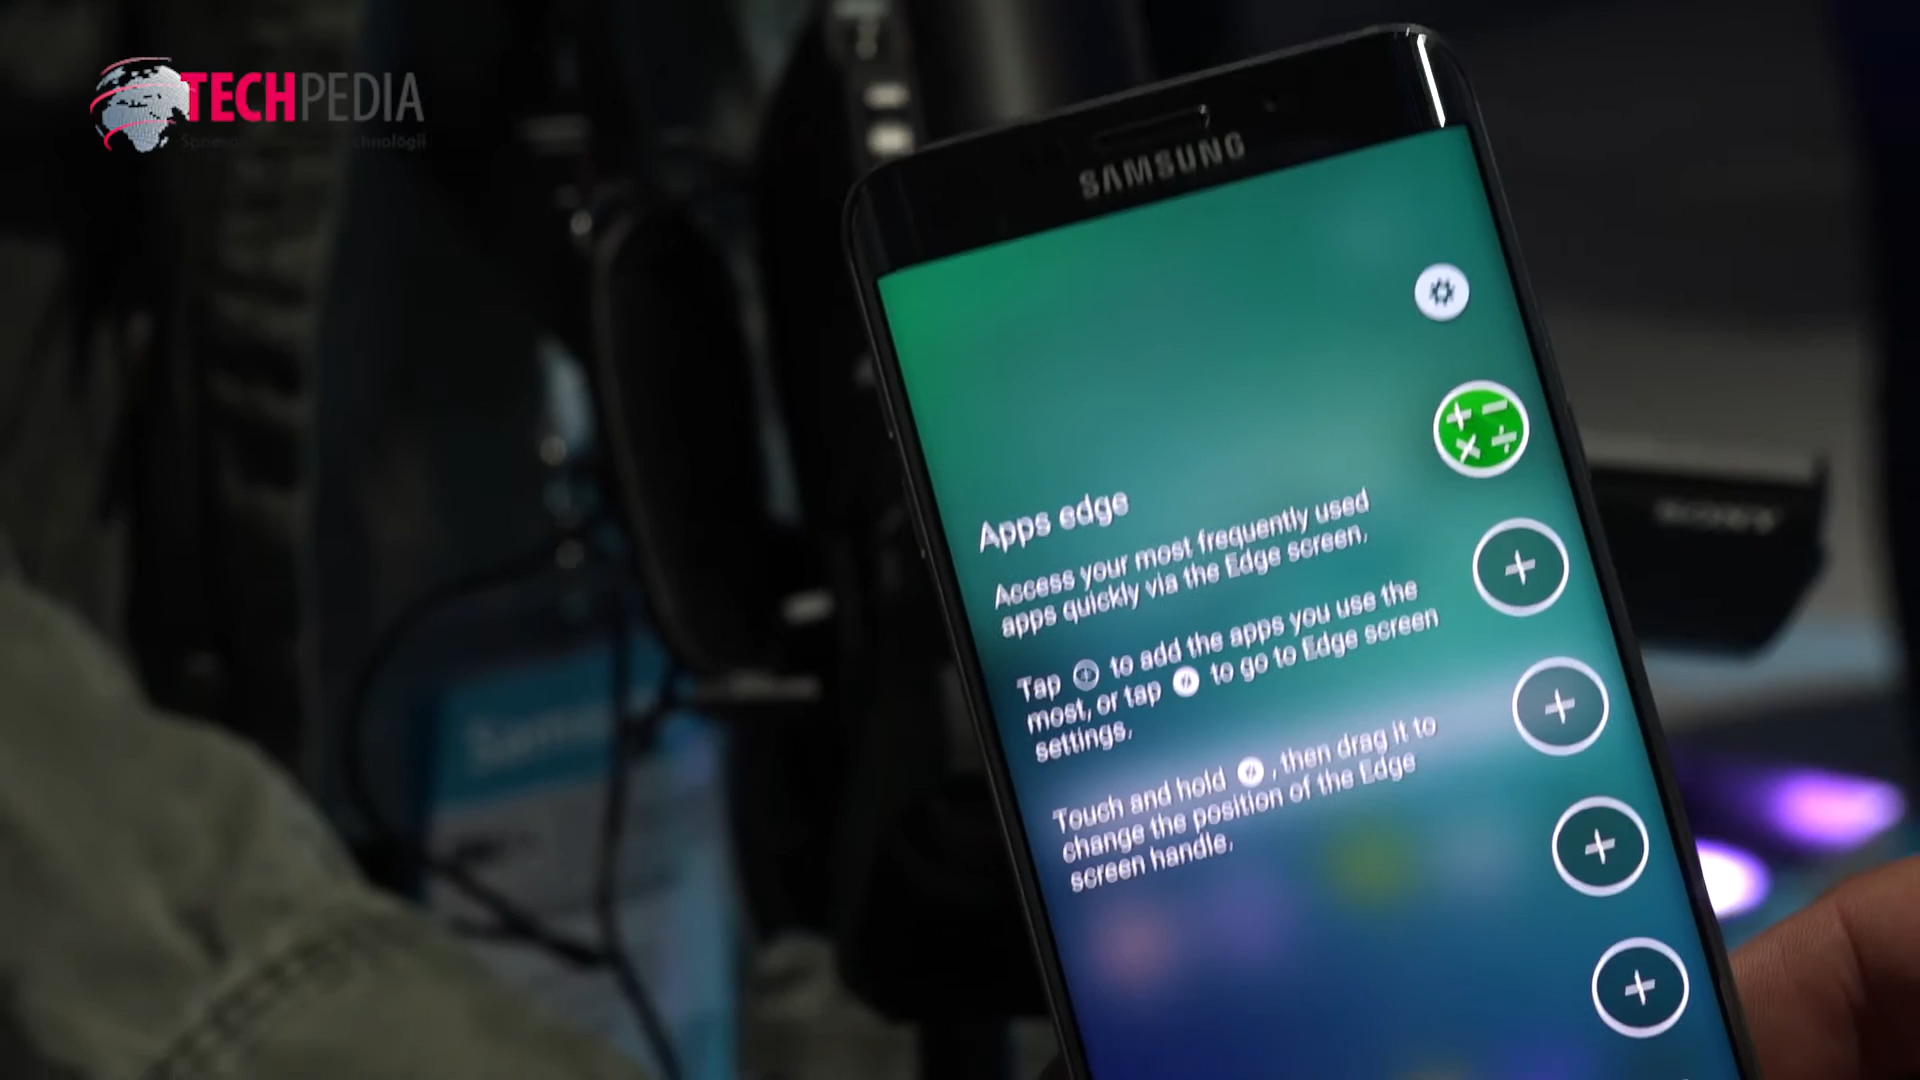 TECHPEDIA
SAMSUNG
Apps edge
Access your most frequently used
apps quickly via the Edge screen.
Tap to add the apps you use the
most, or tap to go to Edge screen
settings.
Touch and hold , then drag it to
change the position of the Edge
screen handle.
SONY